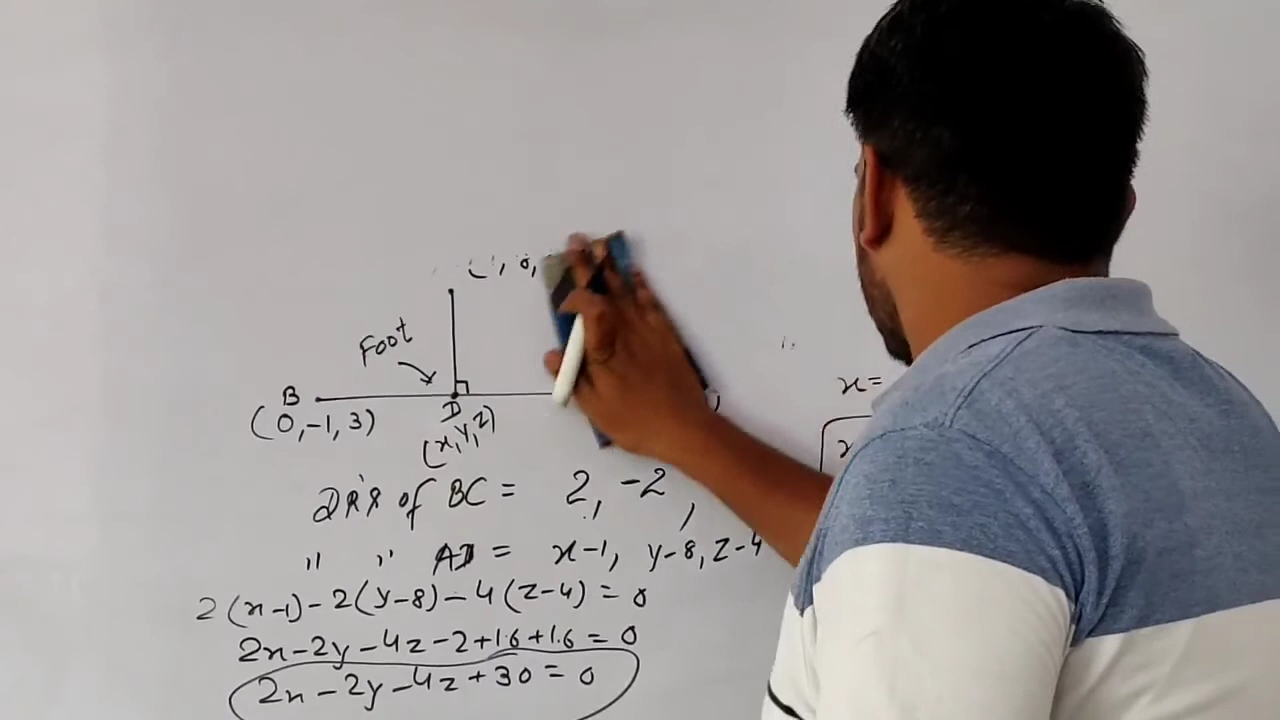 Foot
B
D
(0,-1,3)
(x,y,z)
x=
DR's of BC = 2, -2,
" " AD = x-1, y-8, z-4
2(x-1)-2(y-8)-4(z-4)=0
2x-2y-4z-2+16+16=0
2x-2y-4z+30=0